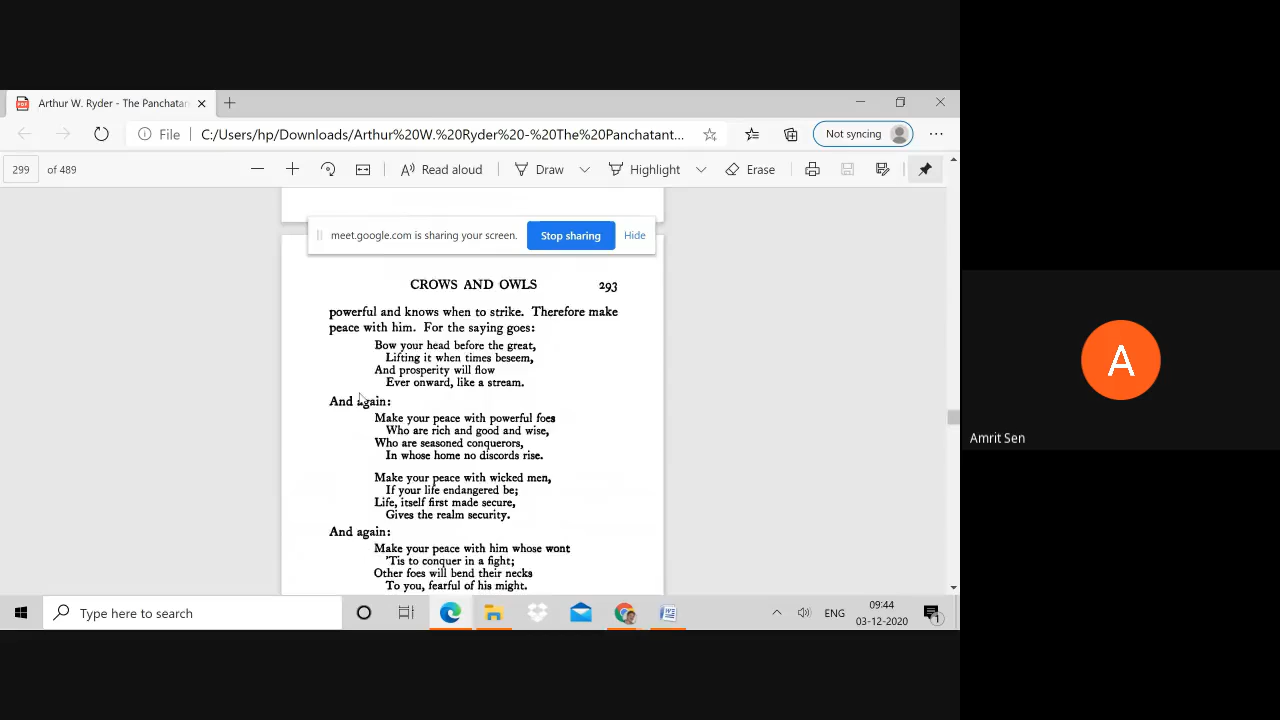 Arthur W. Ryder - The Panchatan
Not syncing
File
C:/Users/hp/Downloads/Arthur%20W.%20Ryder%20-%20The%20Panchatant...
299 of 489
Read aloud
Draw
Highlight
Erase
meet.google.com is sharing your screen.
Stop sharing
Hide
CROWS AND OWLS 293
powerful and knows when to strike. Therefore make
peace with him. For the saying goes:
Bow your head before the great,
Lifting it when times beseem,
And prosperity will flow
Ever onward, like a stream.
And again:
Make your peace with powerful foes
Who are rich and good and wise,
Who are seasoned conquerors,
In whose home no discords rise.
Make your peace with wicked men,
If your life endangered be;
Life, itself first made secure,
Gives the realm security.
And again:
Make your peace with him whose wont
'Tis to conquer in a fight;
Other foes will bend their necks
To you, fearful of his might.
A
Amrit Sen
Type here to search
ENG
09:44
03-12-2020
1